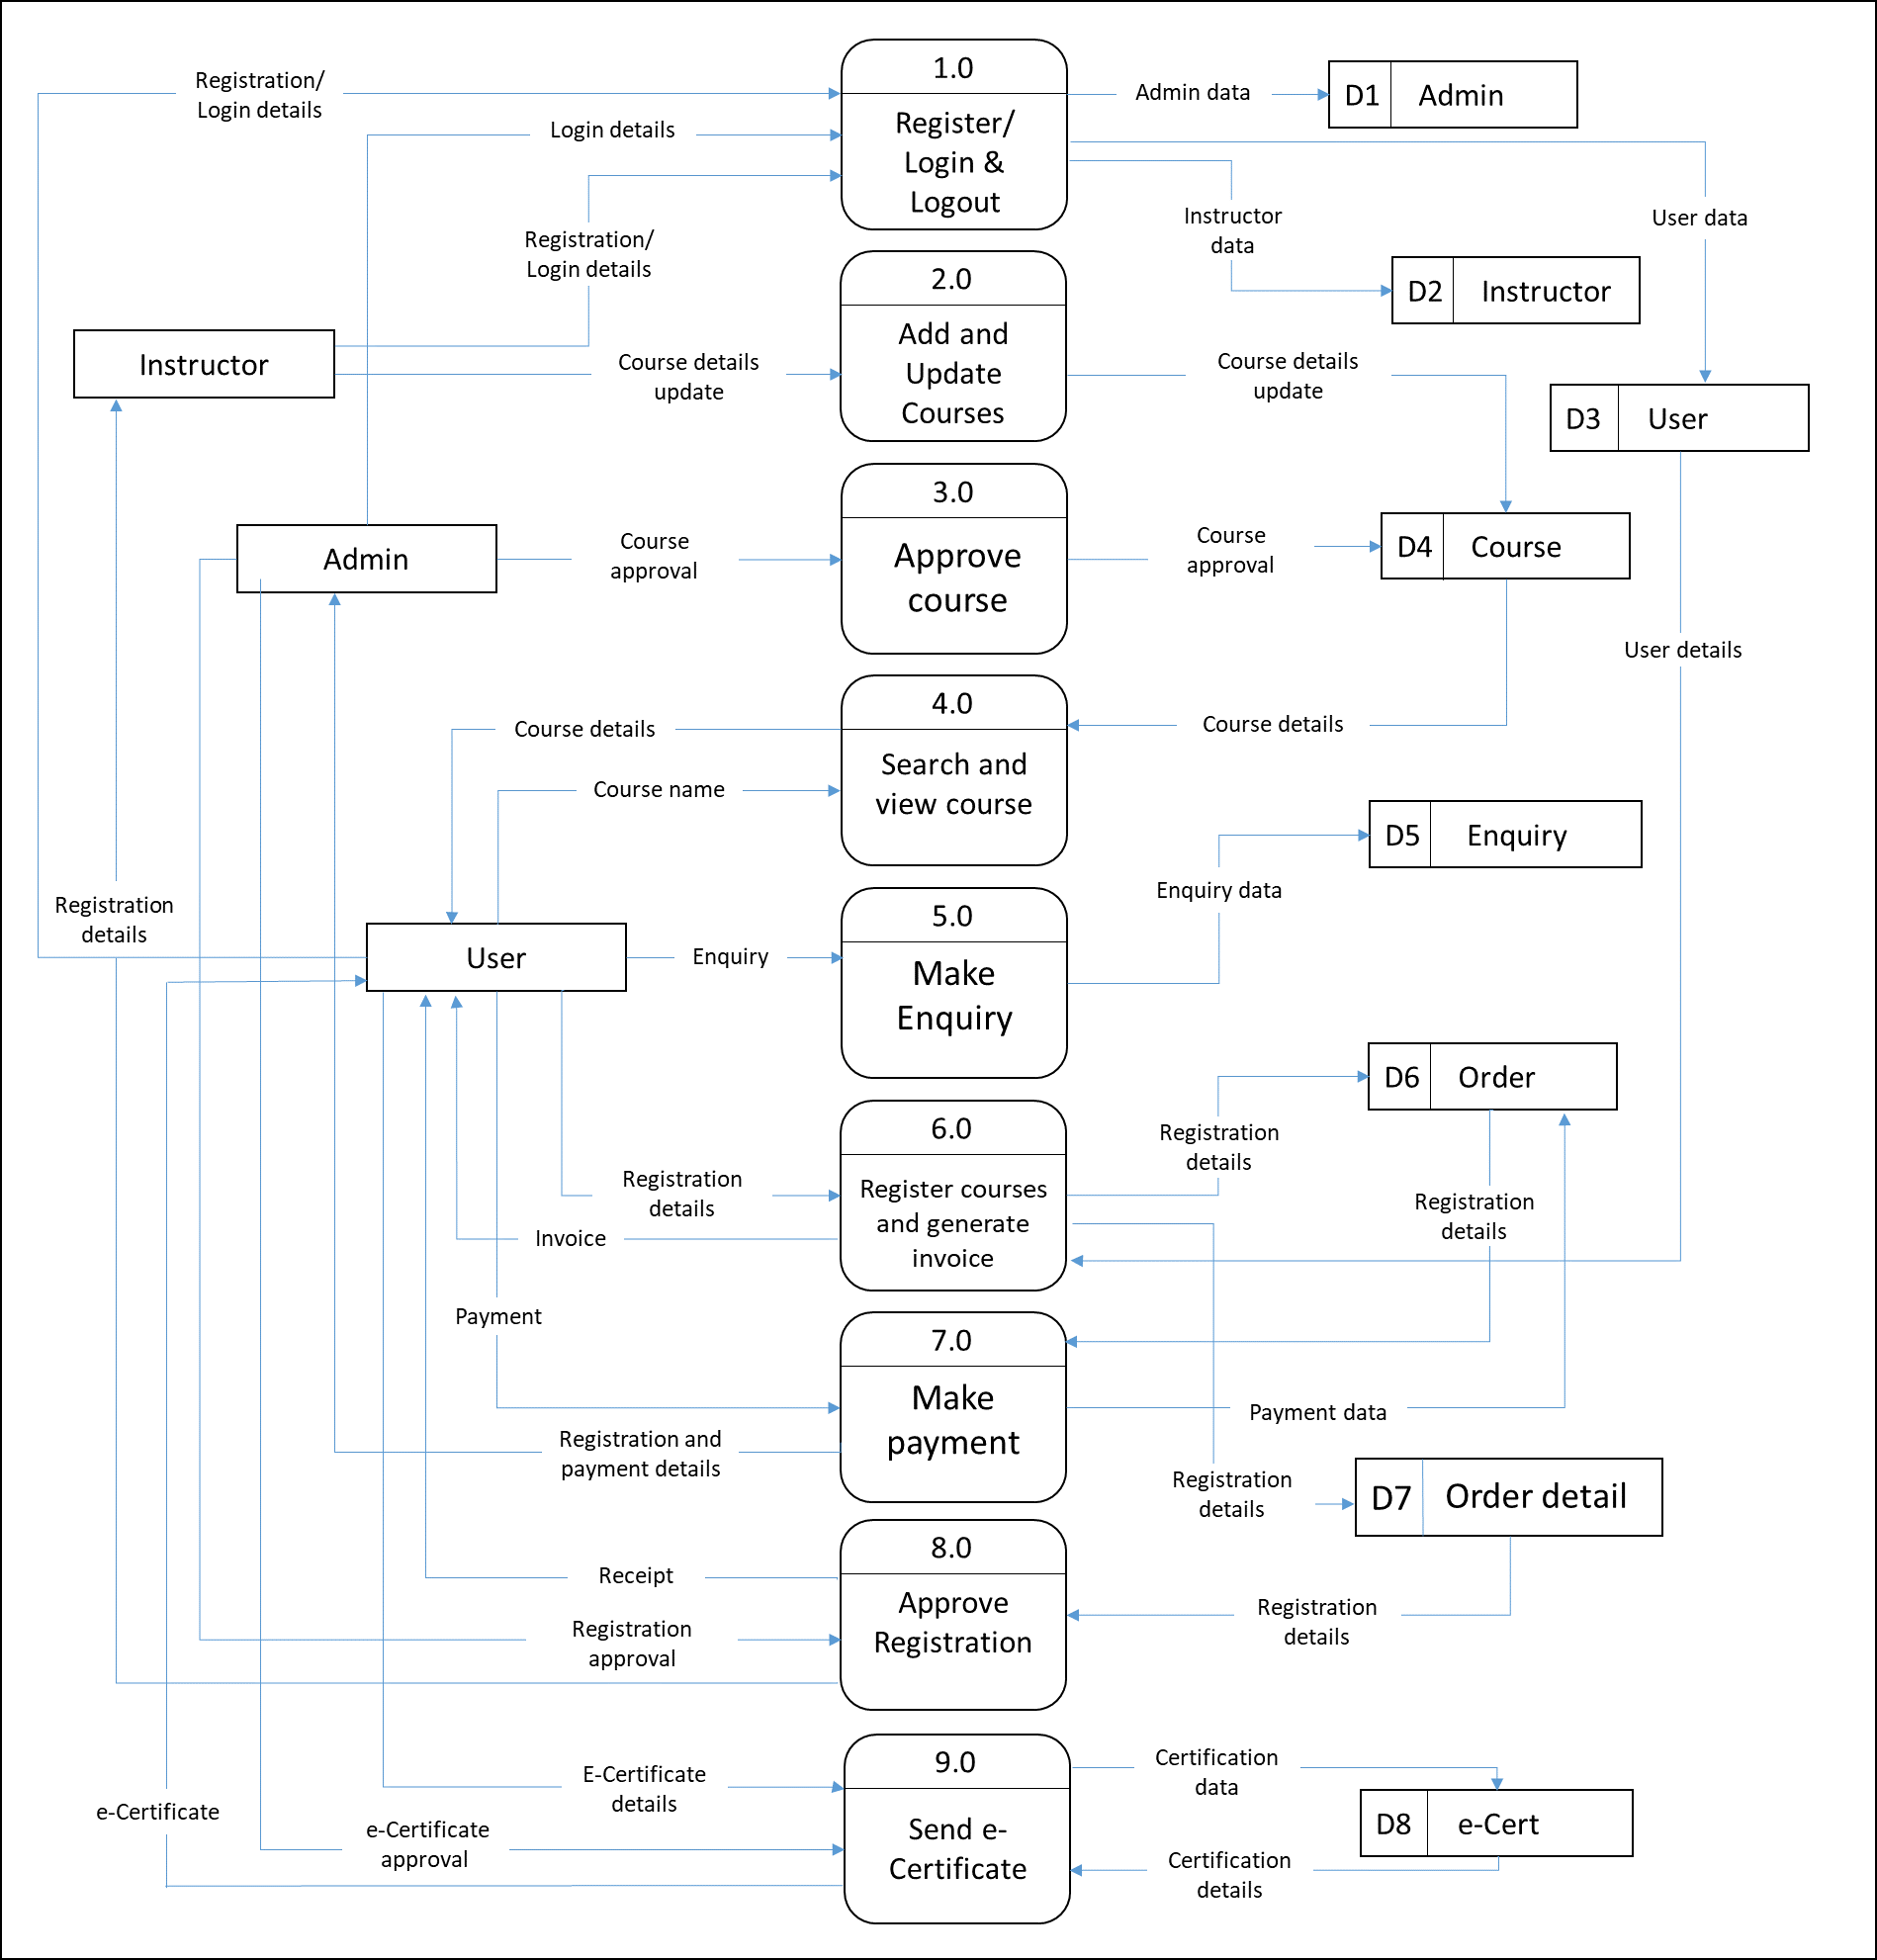 1.0
Register/
Login &
Logout
Registration/
Login details
Login details
Registration/
Login details
Admin data
D1 Admin
Instructor
data
User data
D2 Instructor
2.0
Add and
Update
Courses
Instructor
Course details
update
Course details
update
D3 User
3.0
Approve
course
Admin
Course
approval
Course
approval
D4 Course
User details
4.0
Search and
view course
Course details
Course name
Course details
D5 Enquiry
Enquiry data
5.0
Make
Enquiry
Registration
details
User
Enquiry
D6 Order
6.0
Register courses
and generate
invoice
Registration
details
Registration
details
Registration
details
Invoice
Payment
7.0
Make
payment
Payment data
Registration and
payment details
Registration
details
D7 Order detail
8.0
Approve
Registration
Receipt
Registration
approval
Registration
details
9.0
Send e-
Certificate
E-Certificate
details
Certification
data
e-Certificate
e-Certificate
approval
D8 e-Cert
Certification
details